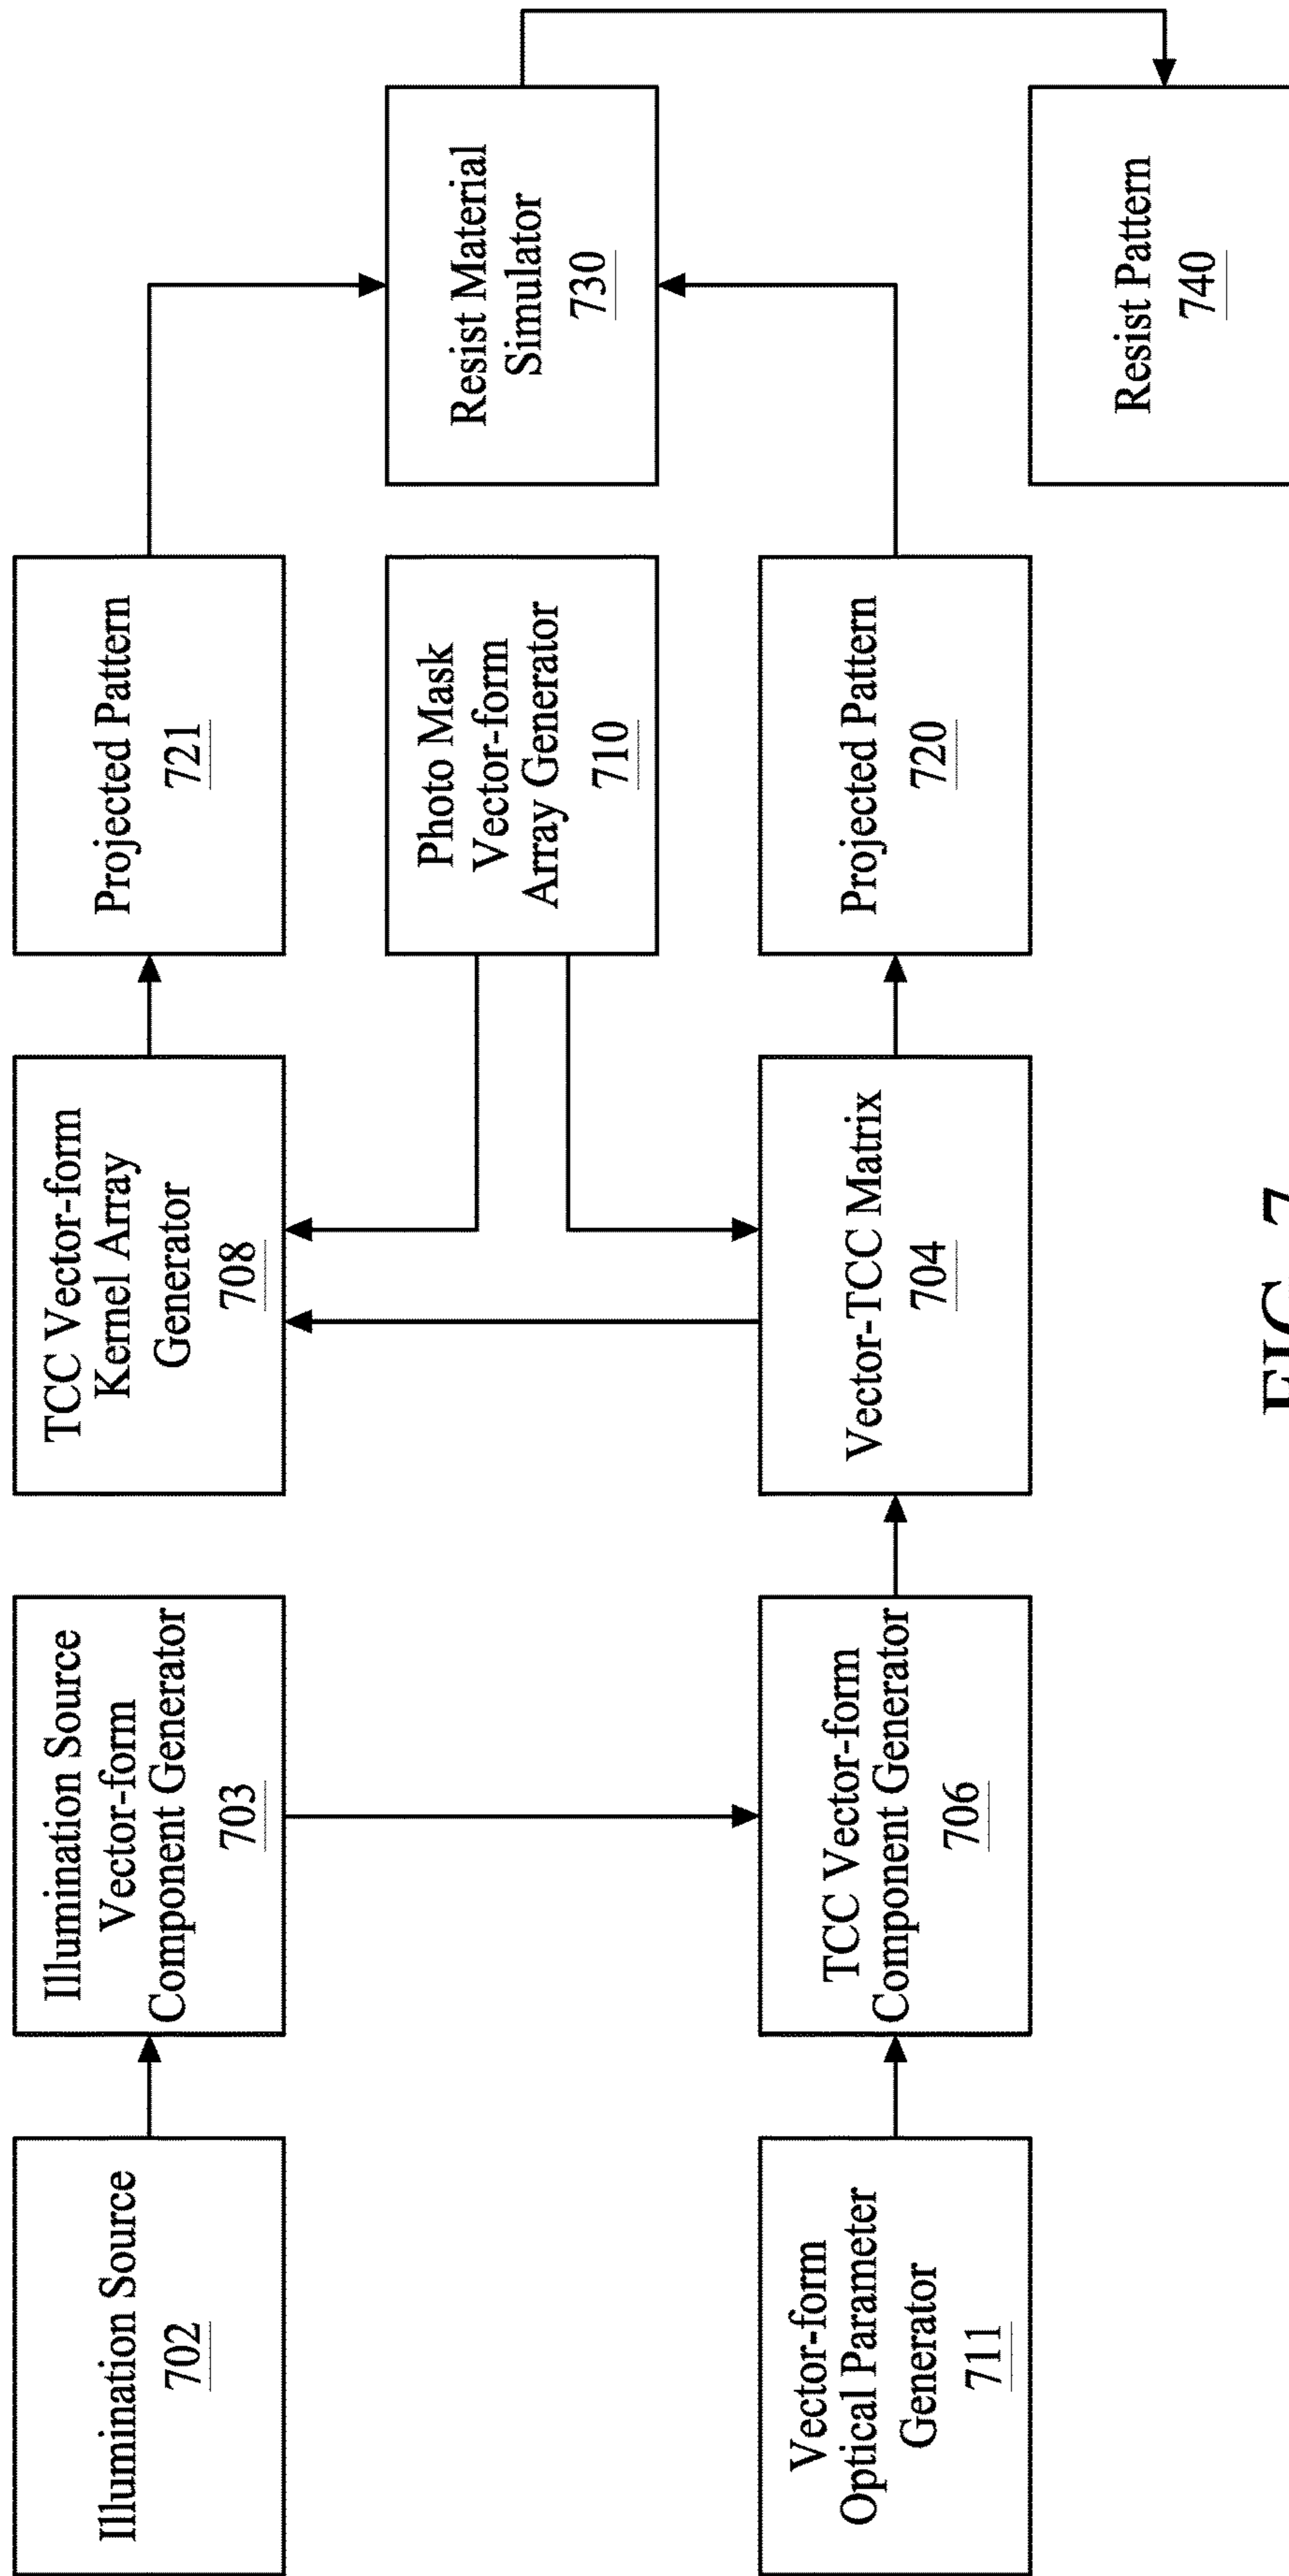 Illumination Source
702
Illumination Source
Vector-form
Component Generator
703
TCC Vector-form
Kernel Array
Generator
708
Projected Pattern
721
Photo Mask
Vector-form
Array Generator
710
Resist Material
Simulator
730
Vector-form
Optical Parameter
Generator
711
TCC Vector-form
Component Generator
706
Vector-TCC Matrix
704
Projected Pattern
720
Resist Pattern
740
FIG. 7